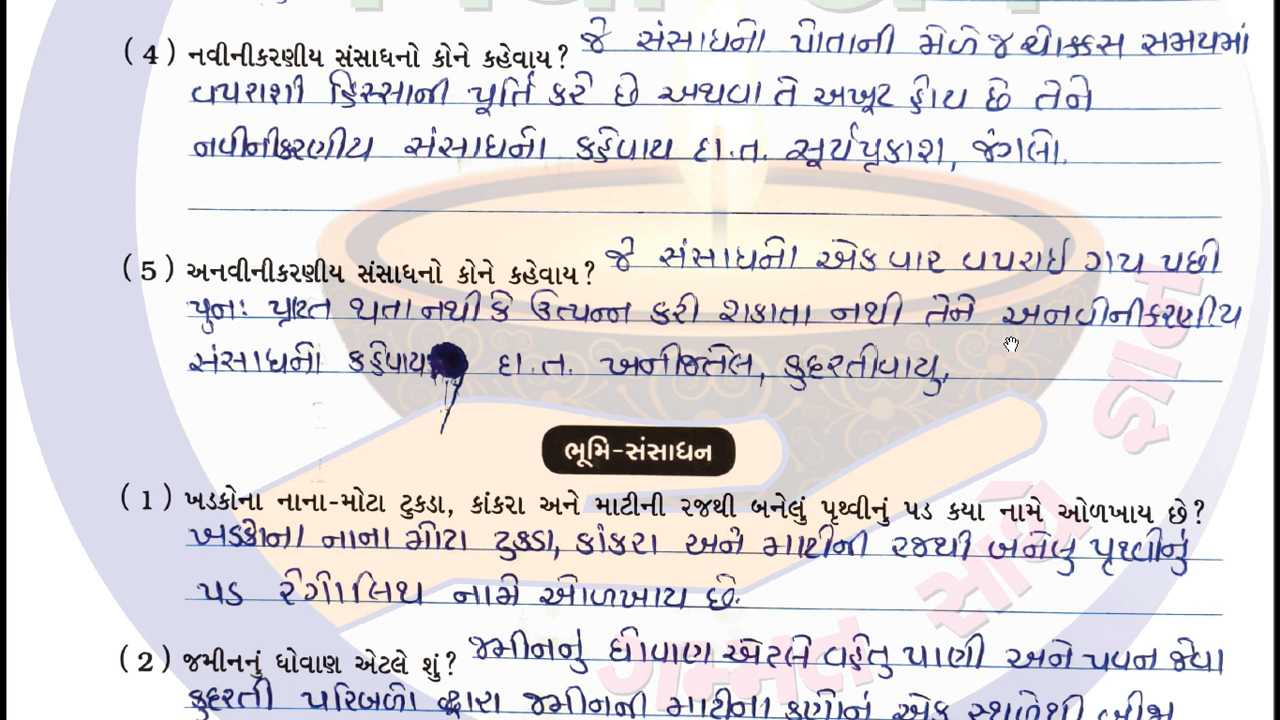 (4) નવીનીકરણીય સંસાધનો કોને કહેવાય? જે સંસાધનો પોતાની મેળે જ ચોક્કસ સમયમાં
વપરાશી હિસ્સાની પૂર્તિ કરે છે અથવા તે અખૂટ હોય છે તેને
નવીનીકરણીય સંસાધનો કહેવાય દા.ત. સૂર્યપ્રકાશ, જંગલો.
(5) અનવીનીકરણીય સંસાધનો કોને કહેવાય? જે સંસાધનો એક વાર વપરાઇ ગય પછી
પુનઃ પ્રાપ્ત થતા નથી કે ઉત્પન્ન કરી શકાતા નથી તેને અનવીનીકરણીય
સંસાધનો કહેવાય દા.ત. ખનીજતેલ, કુદરતીવાયુ.
ભૂમિ-સંસાધન
(1) ખડકોના નાના-મોટા ટુકડા, કાંકરા અને માટીની રજથી બનેલું પૃથ્વીનું પડ કયા નામે ઓળખાય છે?
ખડકોના નાના મોટા ટુકડા, કાંકરા અને માટીની રજથી બનેલુ પૃથ્વીનું
પડ રેગોલિથ નામે ઓળખાય છે.
(2) જમીનનું ધોવાણ એટલે શું? જમીનનું ધોવાણ એટલે વહેતુ પાણી અને પવન જેવા
કુદરતી પરિબળો દ્વારા જમીનની માટીના કણોનું એક સ્થળેથી બીજા
ગમ્મત સાથે જ્ઞાન